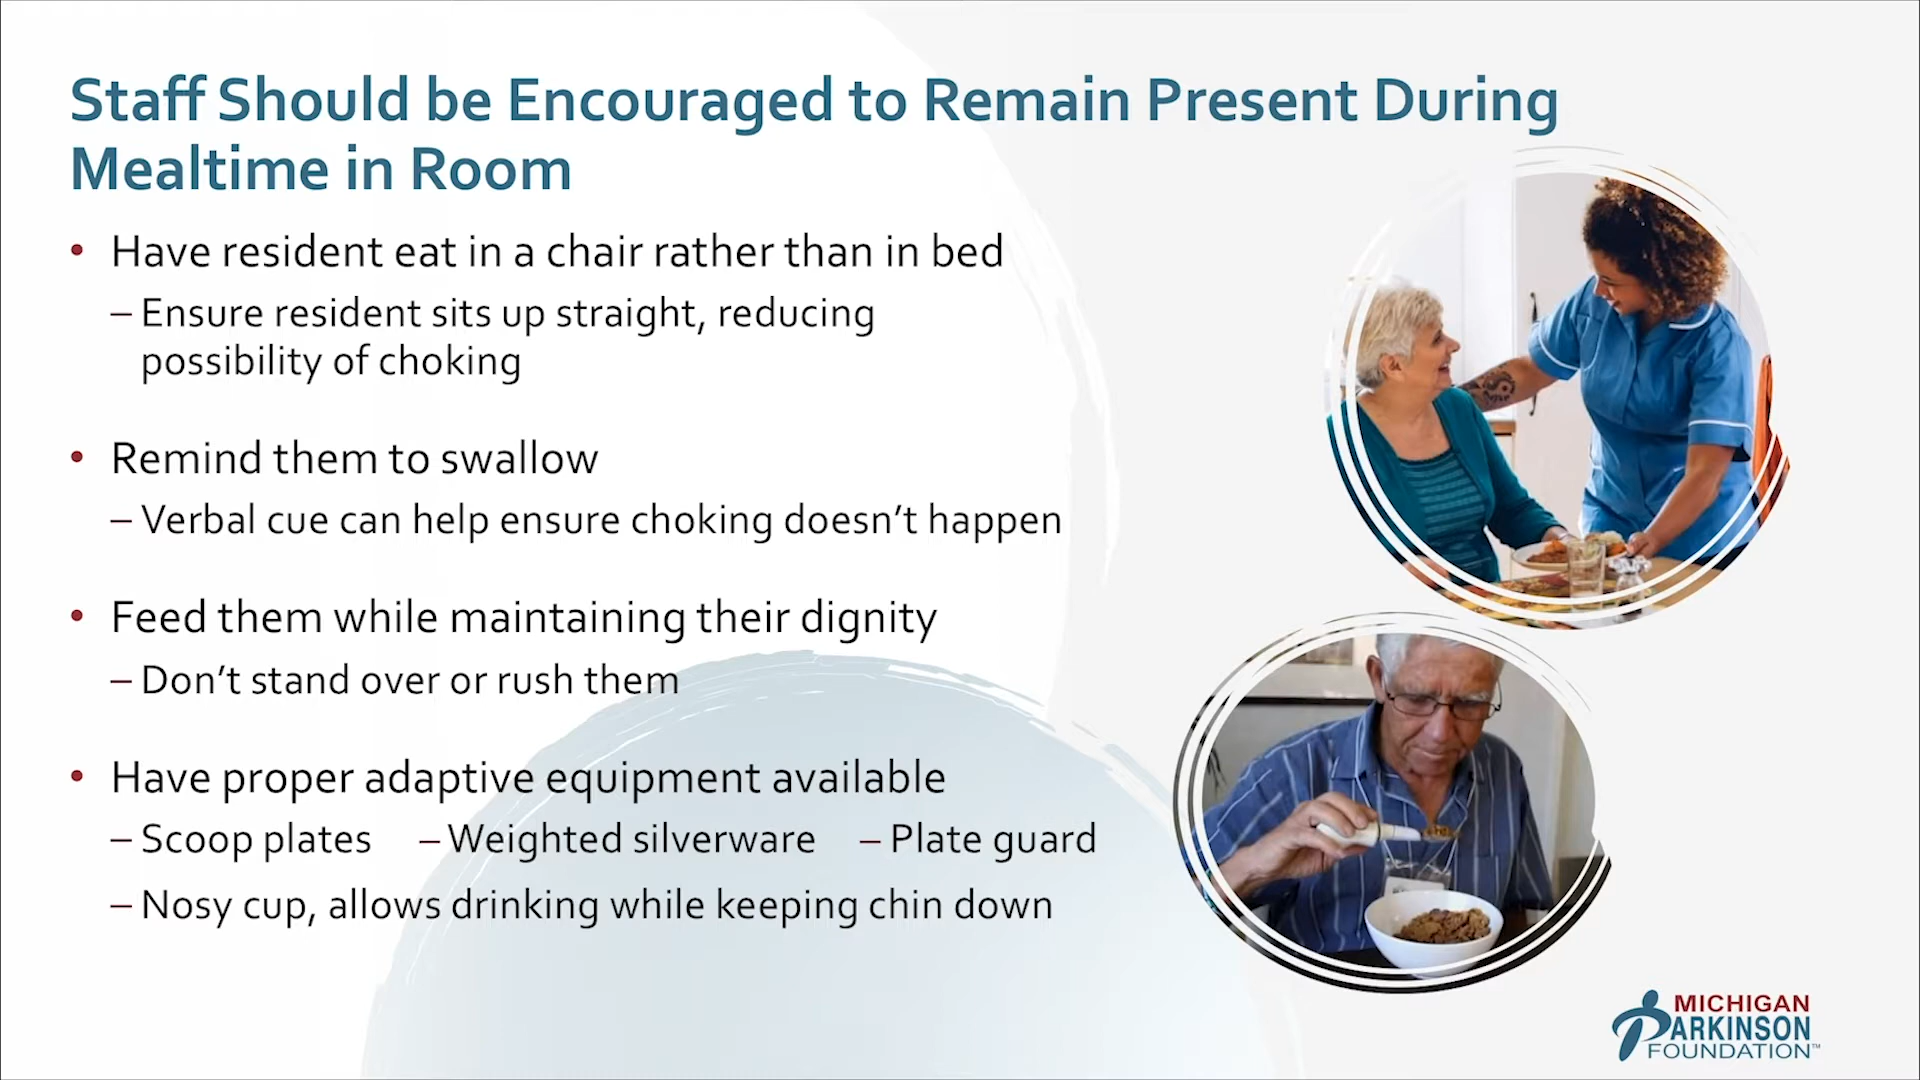 Staff Should be Encouraged to Remain Present During
Mealtime in Room
• Have resident eat in a chair rather than in bed
– Ensure resident sits up straight, reducing
possibility of choking
• Remind them to swallow
– Verbal cue can help ensure choking doesn’t happen
• Feed them while maintaining their dignity
– Don’t stand over or rush them
• Have proper adaptive equipment available
– Scoop plates – Weighted silverware – Plate guard
– Nosy cup, allows drinking while keeping chin down
MICHIGAN
PARKINSON
FOUNDATION™